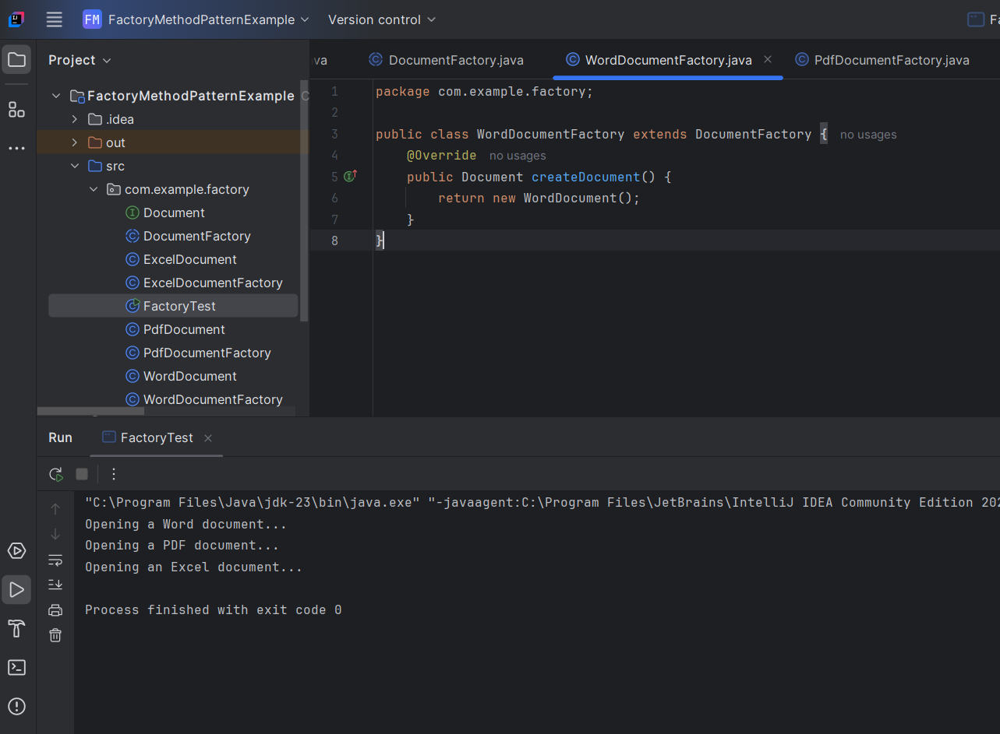 FM FactoryMethodPatternExample Version control
Project
FactoryMethodPatternExample
.idea
out
src
com.example.factory
Document
DocumentFactory
ExcelDocument
ExcelDocumentFactory
FactoryTest
PdfDocument
PdfDocumentFactory
WordDocument
WordDocumentFactory
DocumentFactory.java WordDocumentFactory.java PdfDocumentFactory.java
1 package com.example.factory;
2
3 public class WordDocumentFactory extends DocumentFactory { no usages
4 @Override no usages
5 public Document createDocument() {
6 return new WordDocument();
7 }
8 }
Run FactoryTest
"C:\Program Files\Java\jdk-23\bin\java.exe" "-javaagent:C:\Program Files\JetBrains\IntelliJ IDEA Community Edition
Opening a Word document...
Opening a PDF document...
Opening an Excel document...
Process finished with exit code 0